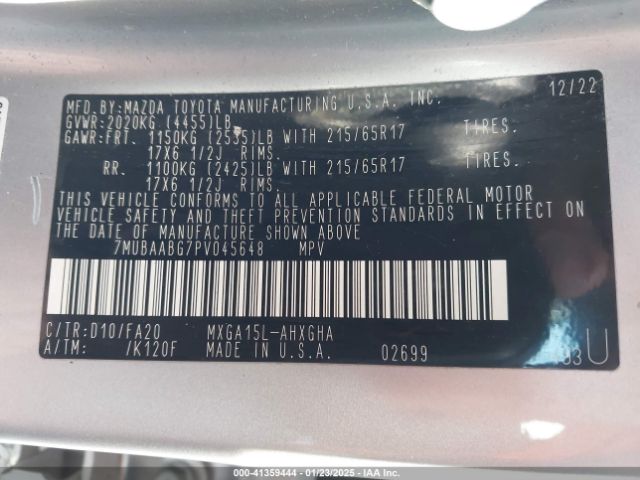 MFD.BY:MAZDA TOYOTA MANUFACTURING U.S.A. INC. 12/22
GVWR:2020KG (4455)LB
GAWR:FRT. 1150KG (2535)LB WITH 215/65R17 TIRES.
17X6 1/2J RIMS.
RR. 1100KG (2425)LB WITH 215/65R17 TIRES.
17X6 1/2J RIMS.
THIS VEHICLE CONFORMS TO ALL APPLICABLE FEDERAL MOTOR
VEHICLE SAFETY AND THEFT PREVENTION STANDARDS IN EFFECT ON
THE DATE OF MANUFACTURE SHOWN ABOVE
7MUBAABG7PV045648 MPV
C/TR:D10/FA20 MXGA15L-AHXGHA
A/TM: /K120F MADE IN U.S.A. 02699 U
# 41359444 - 01/23/2025 - IAA Inc.